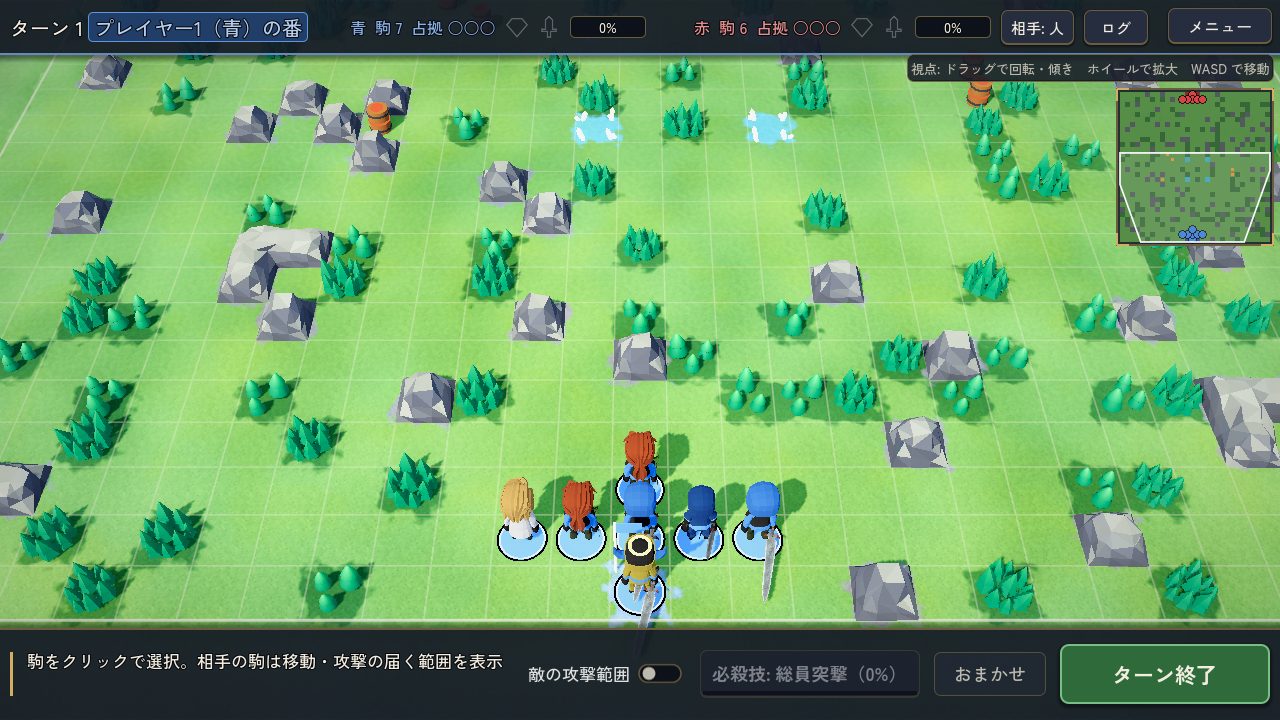 ターン 1 プレイヤー1（青）の番 青 駒 7 占拠 〇〇〇 0% 赤 駒 6 占拠 〇〇〇 0% 相手: 人 ログ メニュー
視点: ドラッグで回転・傾き ホイールで拡大 WASD で移動
駒をクリックで選択。相手の駒は移動・攻撃の届く範囲を表示
敵の攻撃範囲 必殺技: 総員突撃（0%） おまかせ ターン終了